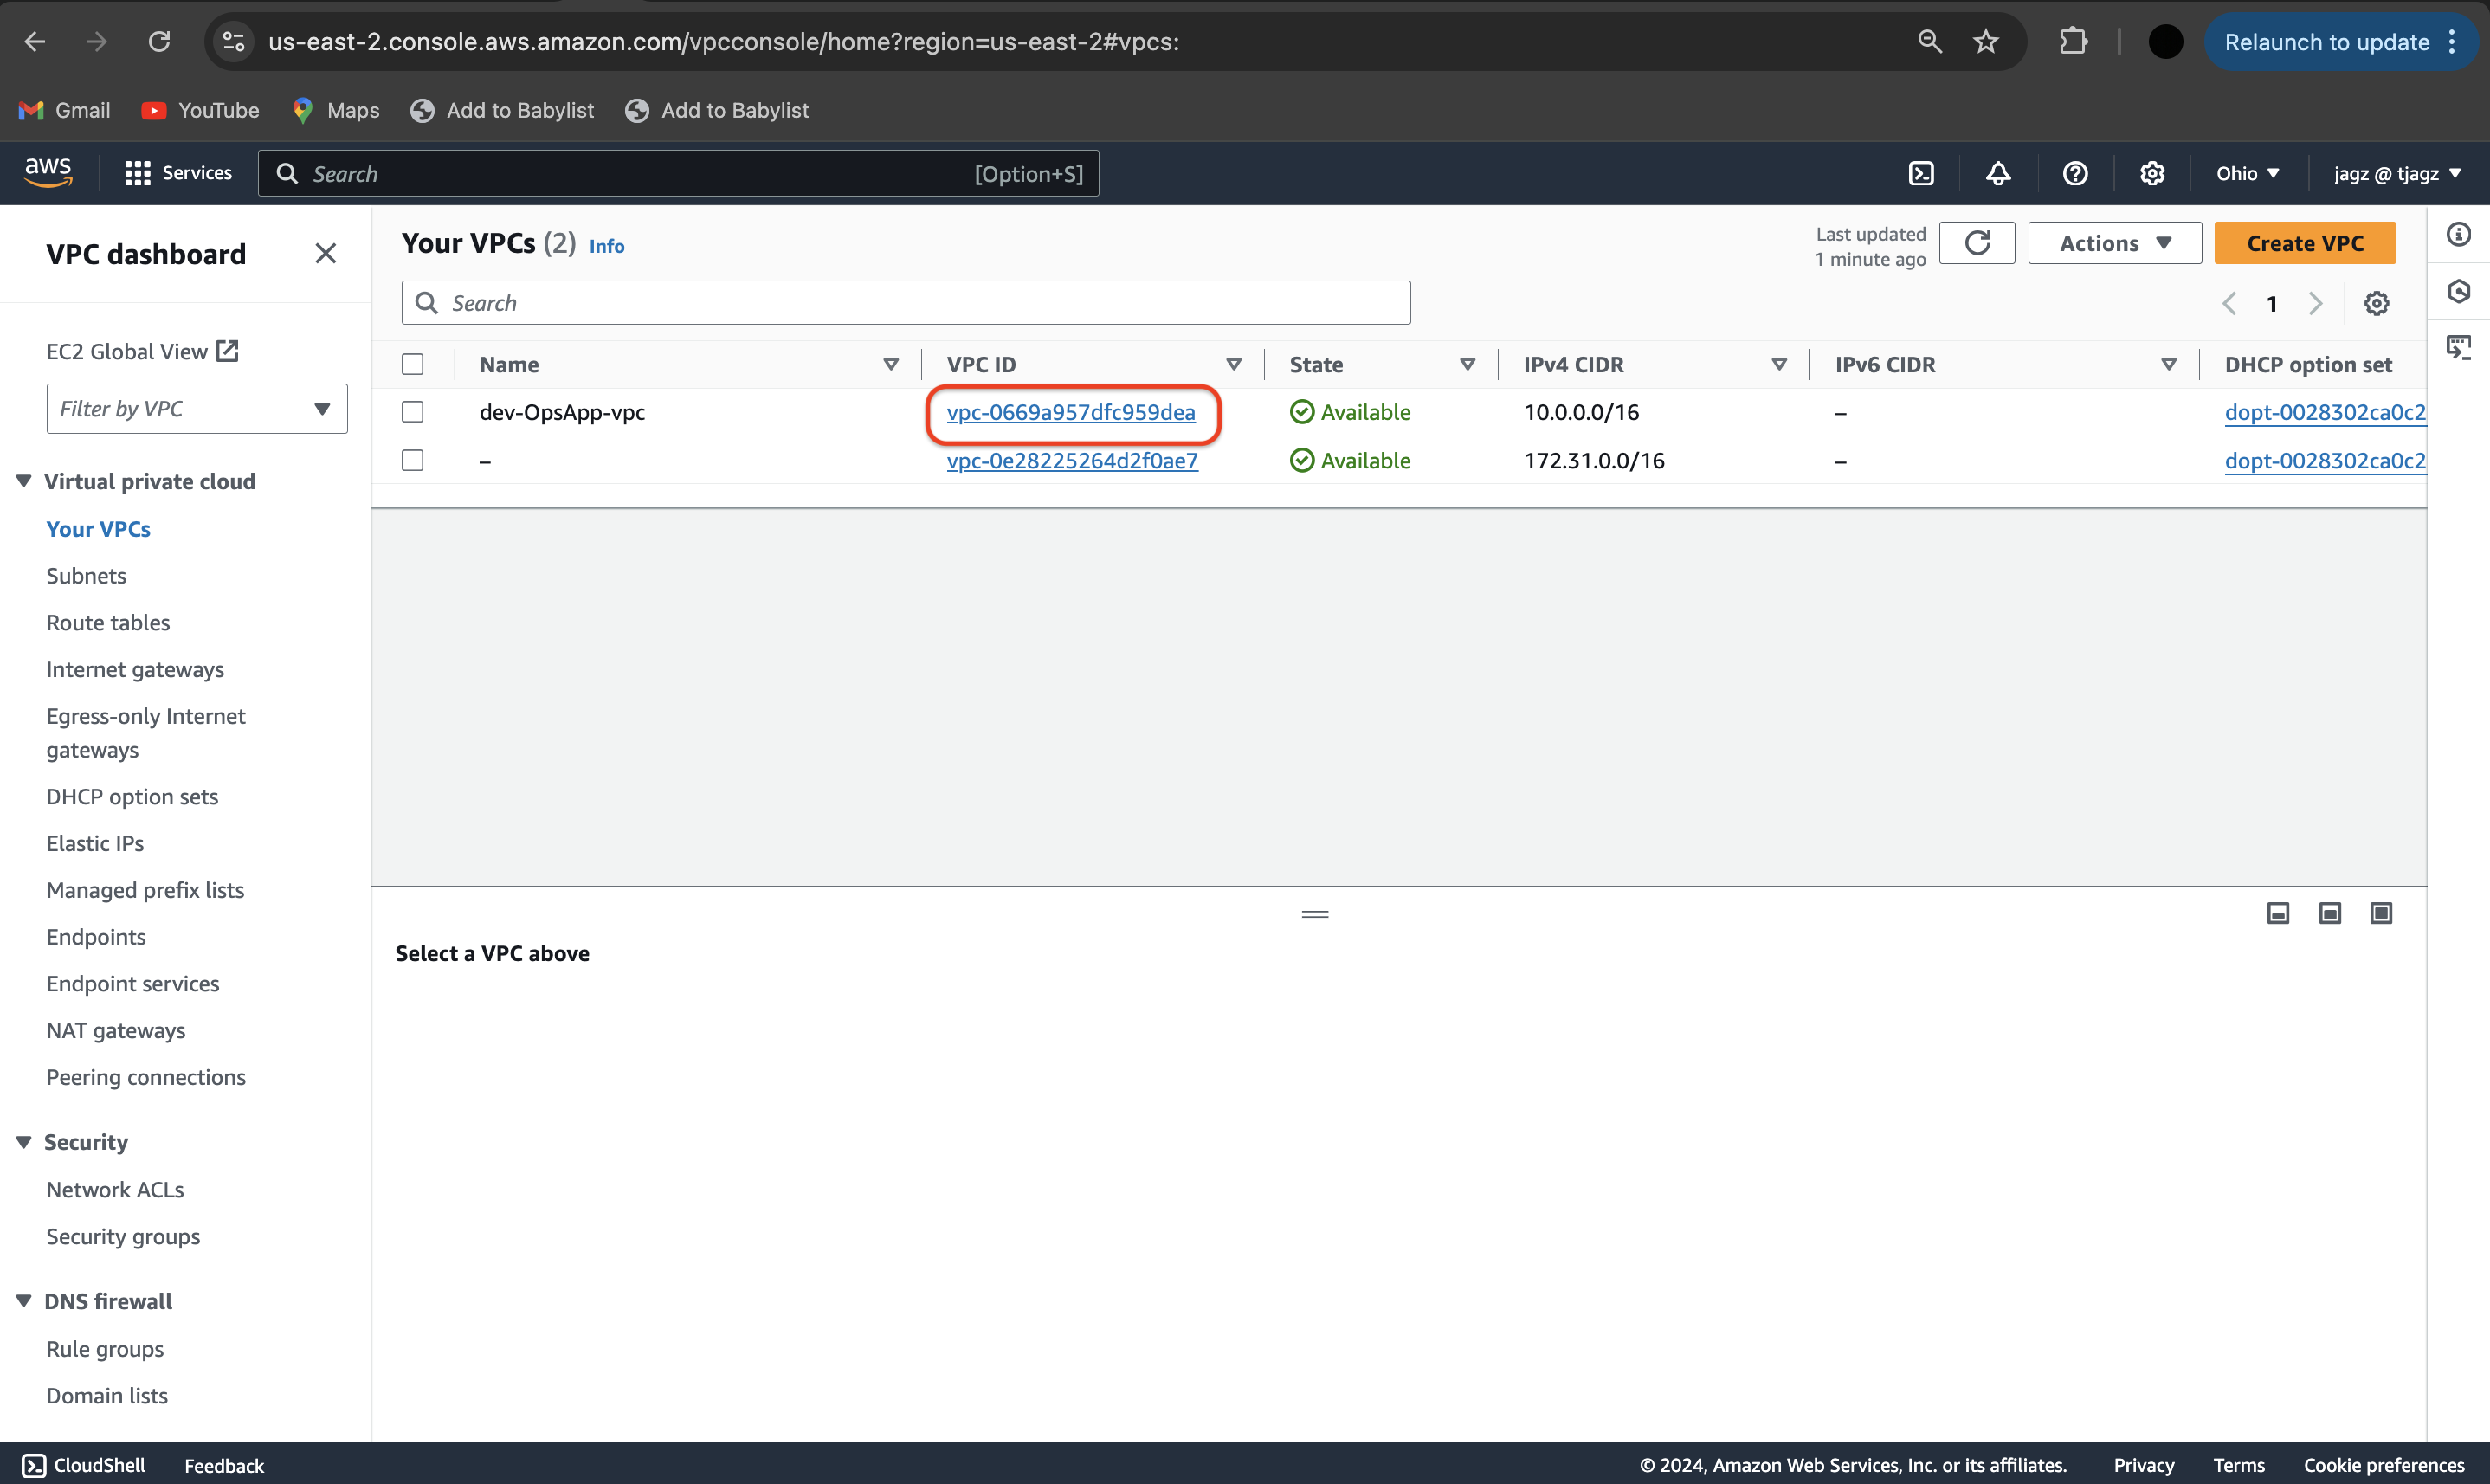 us-east-2.console.aws.amazon.com/vpcconsole/home?region=us-east-2#vpcs:
Relaunch to update
Gmail
YouTube
Maps
Add to Babylist
Add to Babylist
aws
Services
Search
[Option+S]
Ohio
jagz @ tjagz
VPC dashboard
EC2 Global View
Filter by VPC
Virtual private cloud
Your VPCs
Subnets
Route tables
Internet gateways
Egress-only Internet
gateways
DHCP option sets
Elastic IPs
Managed prefix lists
Endpoints
Endpoint services
NAT gateways
Peering connections
Security
Network ACLs
Security groups
DNS firewall
Rule groups
Domain lists
Your VPCs (2) Info
Last updated
1 minute ago
Actions
Create VPC
Search
1
Name VPC ID State IPv4 CIDR IPv6 CIDR DHCP option set
dev-OpsApp-vpc vpc-0669a957dfc959dea Available 10.0.0.0/16 – dopt-0028302ca0c2
– vpc-0e28225264d2f0ae7 Available 172.31.0.0/16 – dopt-0028302ca0c2
Select a VPC above
CloudShell
Feedback
© 2024, Amazon Web Services, Inc. or its affiliates.
Privacy
Terms
Cookie preferences